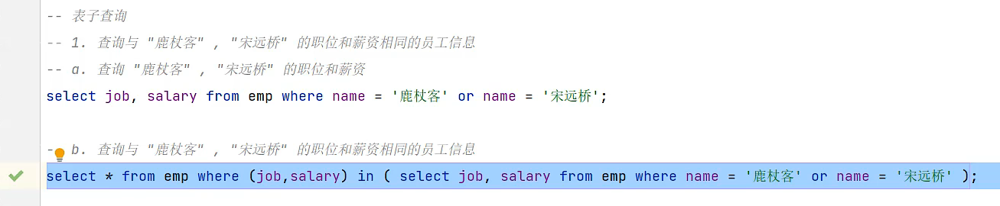 -- 表子查询
-- 1. 查询与 "鹿杖客" , "宋远桥" 的职位和薪资相同的员工信息
-- a. 查询 "鹿杖客" , "宋远桥" 的职位和薪资
select job, salary from emp where name = '鹿杖客' or name = '宋远桥';
- b. 查询与 "鹿杖客" , "宋远桥" 的职位和薪资相同的员工信息
select * from emp where (job,salary) in ( select job, salary from emp where name = '鹿杖客' or name = '宋远桥' );